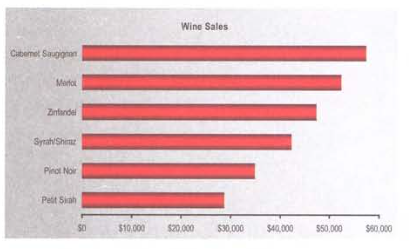 Wine Sales
Cabernet Sauvignon
Merlot
Zinfandel
Syrah/Shiraz
Pinot Noir
Petit Sirah
$0 $10,000 $20,000 $30,000 $40,000 $50,000 $60,000